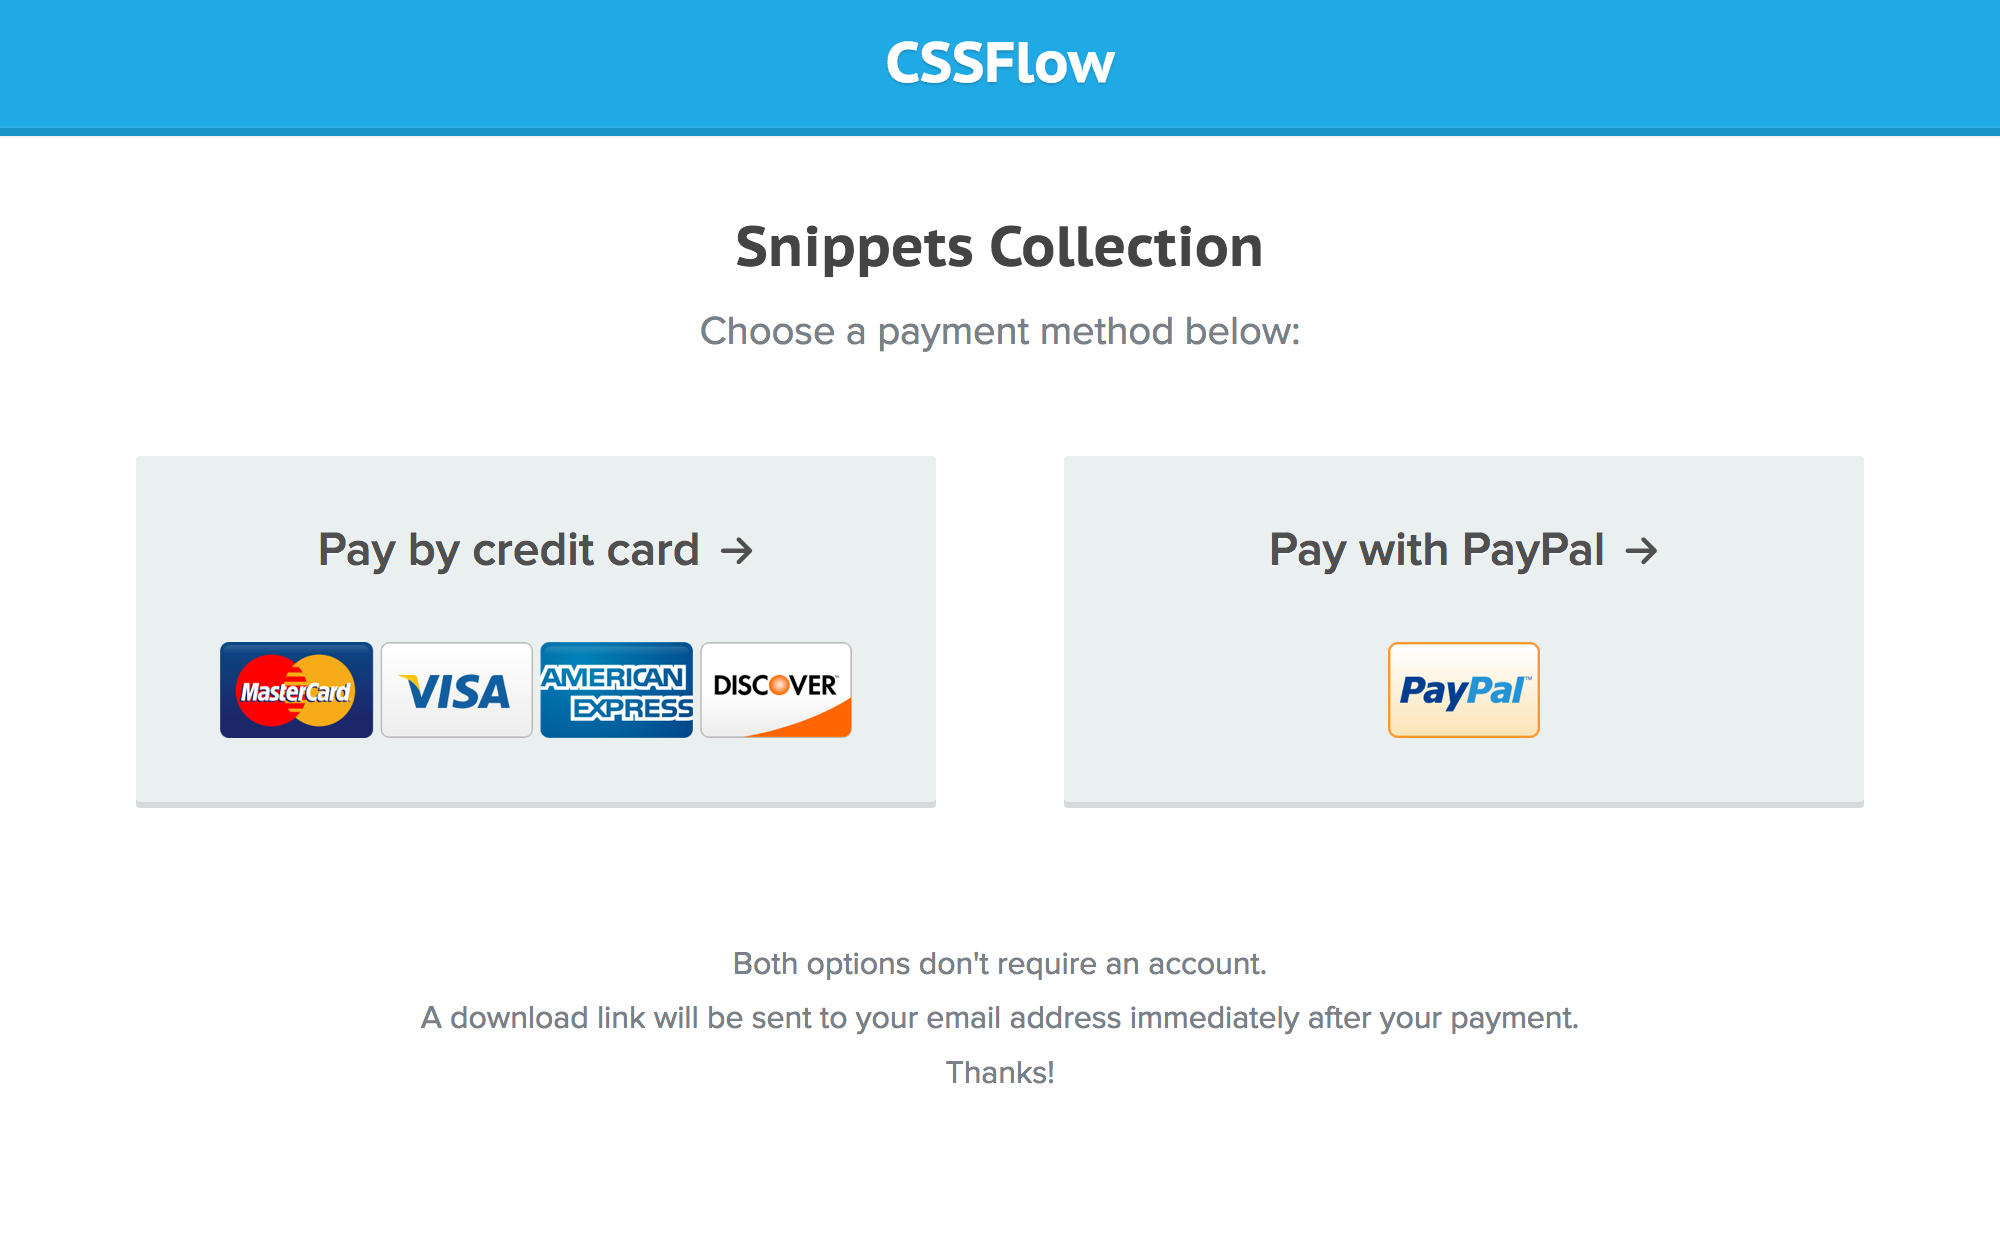 CSSFlow
Snippets Collection
Choose a payment method below:
Pay by credit card →
MasterCard
VISA
AMERICAN
EXPRESS
DISCOVER™
Pay with PayPal →
PayPal™
Both options don't require an account.
A download link will be sent to your email address immediately after your payment.
Thanks!